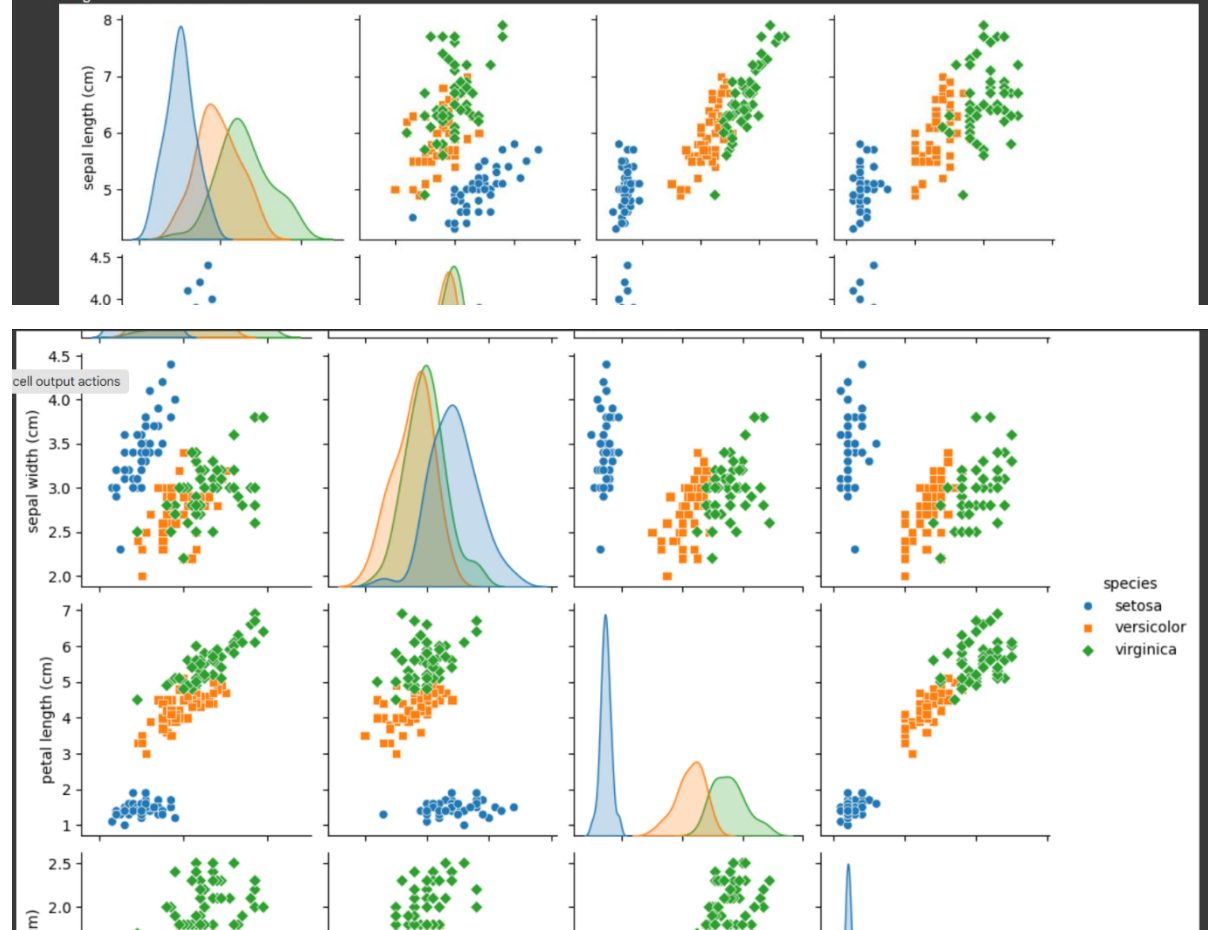 8
7
6
5
sepal length (cm)
4.5
4.0
4.5
4.0
3.5
3.0
2.5
2.0
sepal width (cm)
cell output actions
species
setosa
versicolor
virginica
7
6
5
4
3
2
1
petal length (cm)
2.5
2.0
m)